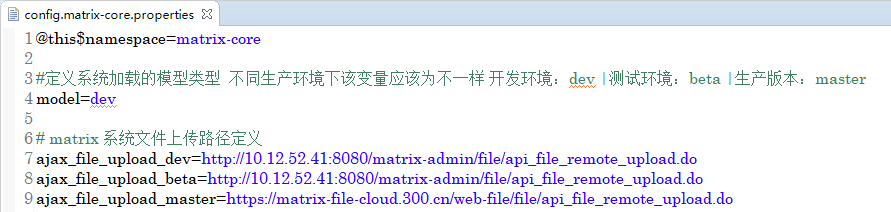 config.matrix-core.properties
1 @this$namespace=matrix-core
2
3 #定义系统加载的模型类型 不同生产环境下该变量应该为不一样 开发环境：dev |测试环境：beta |生产版本：master
4 model=dev
5
6 # matrix 系统文件上传路径定义
7 ajax_file_upload_dev=http://10.12.52.41:8080/matrix-admin/file/api_file_remote_upload.do
8 ajax_file_upload_beta=http://10.12.52.41:8080/matrix-admin/file/api_file_remote_upload.do
9 ajax_file_upload_master=https://matrix-file-cloud.300.cn/web-file/file/api_file_remote_upload.do